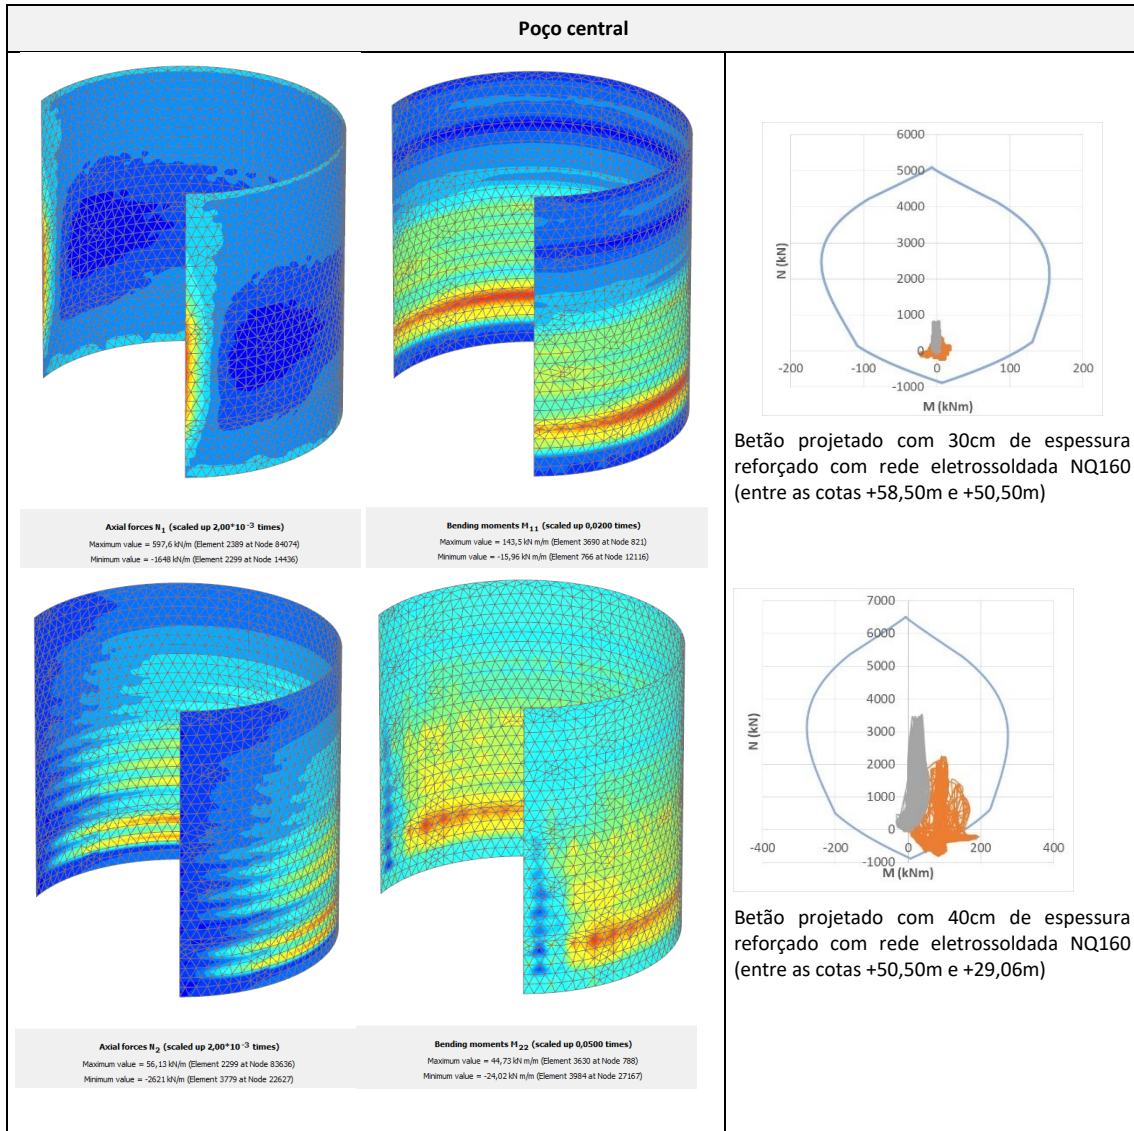 Poço central
Axial forces N1 (scaled up 2,00*10-3 times)
Maximum value = 597,6 kN/m (Element 2389 at Node 84074)
Minimum value = -1648 kN/m (Element 2299 at Node 14436)
Bending moments M11 (scaled up 0,0200 times)
Maximum value = 143,5 kN m/m (Element 3690 at Node 821)
Minimum value = -15,96 kN m/m (Element 766 at Node 12116)
Axial forces N2 (scaled up 2,00*10-3 times)
Maximum value = 56,13 kN/m (Element 2299 at Node 83636)
Minimum value = -2621 kN/m (Element 3779 at Node 22627)
Bending moments M22 (scaled up 0,0500 times)
Maximum value = 44,73 kN m/m (Element 3630 at Node 788)
Minimum value = -24,02 kN m/m (Element 3984 at Node 27167)
6000
5000
4000
3000
2000
1000
0
-1000
N (kN)
-200
-100
0
100
200
M (kNm)
Betão projetado com 30cm de espessura
reforçado com rede eletrossoldada NQ160
(entre as cotas +58,50m e +50,50m)
7000
6000
5000
4000
3000
2000
1000
0
-1000
N (kN)
-400
-200
0
200
400
M (kNm)
Betão projetado com 40cm de espessura
reforçado com rede eletrossoldada NQ160
(entre as cotas +50,50m e +29,06m)